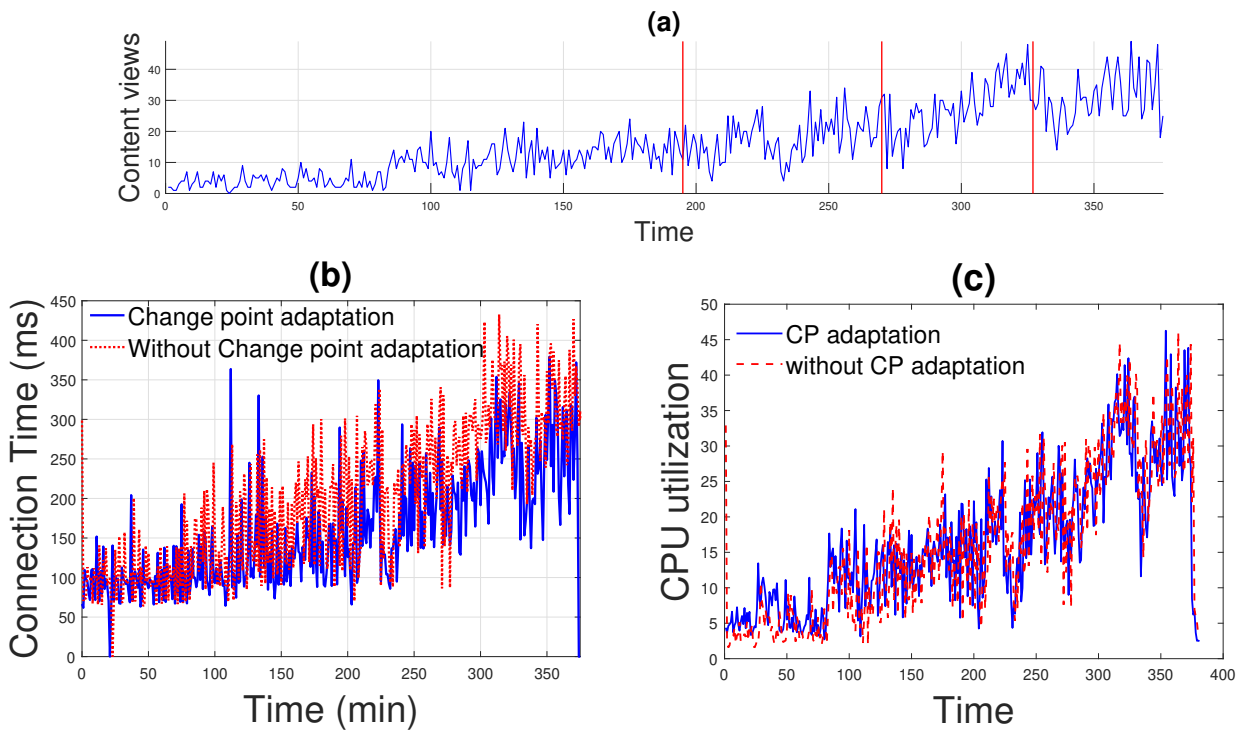 (a)
Content views
40
30
20
10
0
0 50 100 150 200 250 300 350
Time
(b)
Connection Time (ms)
450
400
350
300
250
200
150
100
50
0
Change point adaptation
Without Change point adaptation
0 50 100 150 200 250 300 350
Time (min)
(c)
CPU utilization
50
45
40
35
30
25
20
15
10
5
0
CP adaptation
without CP adaptation
0 50 100 150 200 250 300 350 400
Time